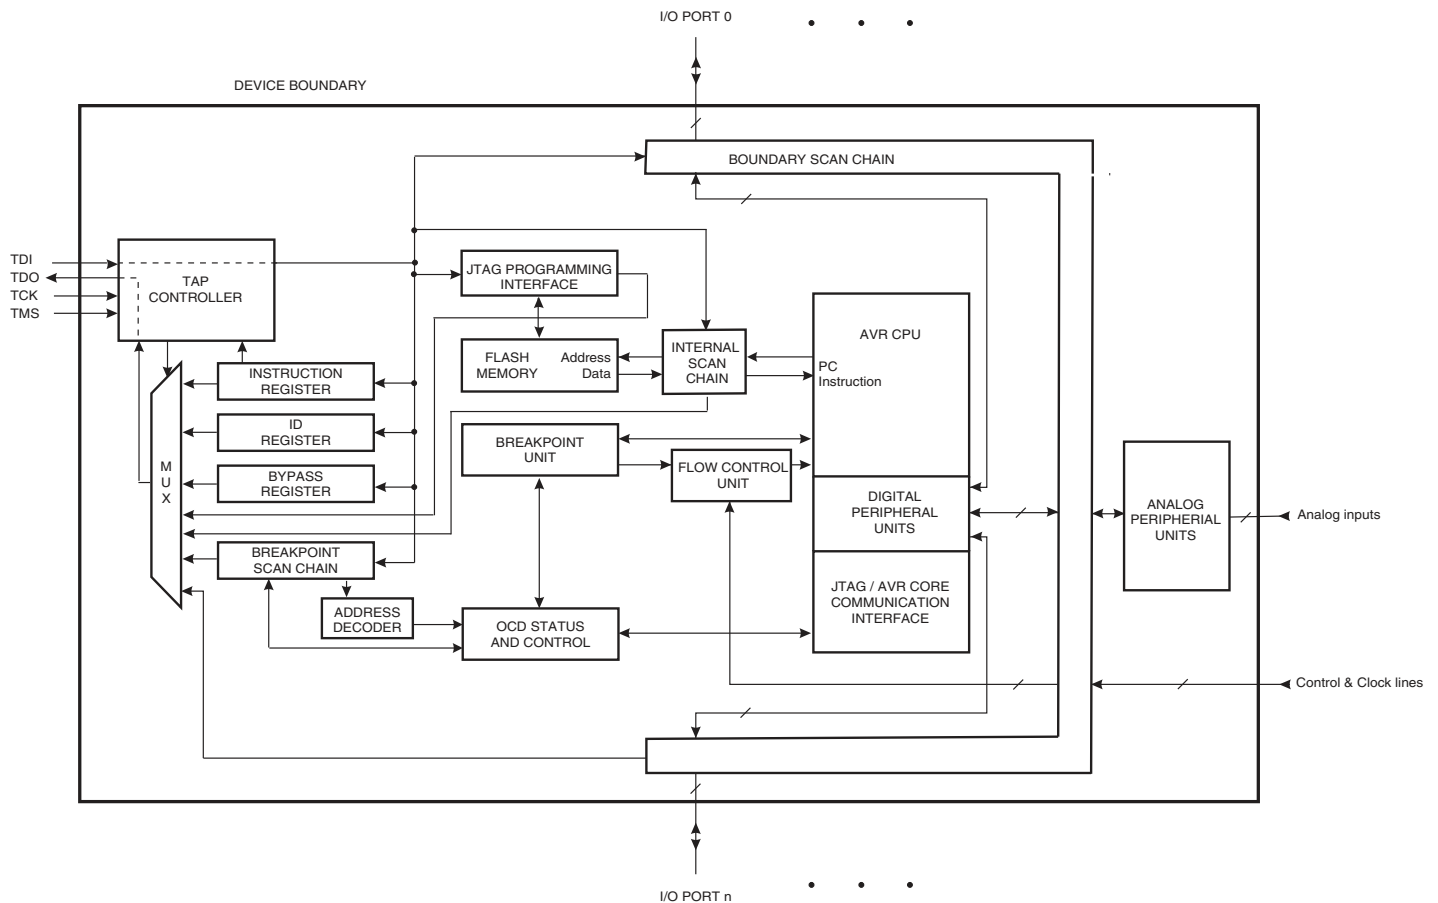 I/O PORT 0
DEVICE BOUNDARY
BOUNDARY SCAN CHAIN
TDI
TDO
TCK
TMS
TAP
CONTROLLER
JTAG PROGRAMMING
INTERFACE
FLASH
MEMORY
Address
Data
INTERNAL
SCAN
CHAIN
AVR CPU
PC
Instruction
INSTRUCTION
REGISTER
ID
REGISTER
BYPASS
REGISTER
M
U
X
BREAKPOINT
SCAN CHAIN
ADDRESS
DECODER
BREAKPOINT
UNIT
FLOW CONTROL
UNIT
DIGITAL
PERIPHERAL
UNITS
ANALOG
PERIPHERIAL
UNITS
Analog inputs
JTAG / AVR CORE
COMMUNICATION
INTERFACE
OCD STATUS
AND CONTROL
Control & Clock lines
I/O PORT n